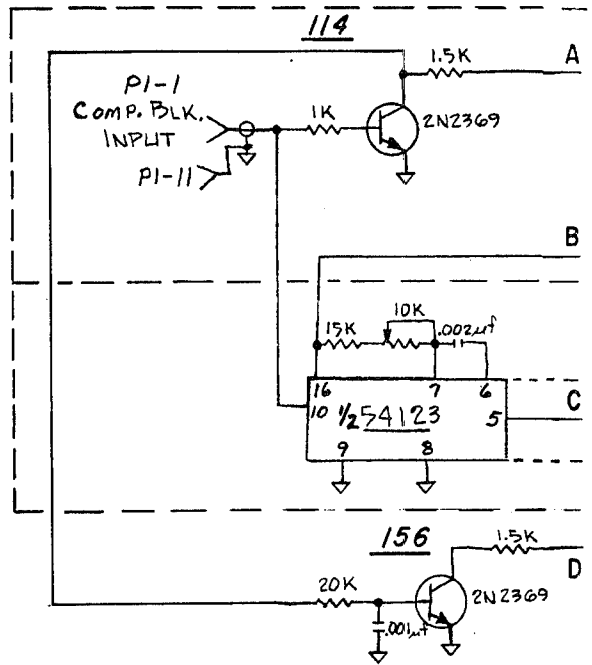 114
1.5K
A
P1-1
COMP. BLK.
INPUT
1K
2N2369
P1-11
B
15K
10K
.002μf
16
7
6
10
1/2 54123
5
C
9
8
156
1.5K
D
20K
2N2369
.001μf